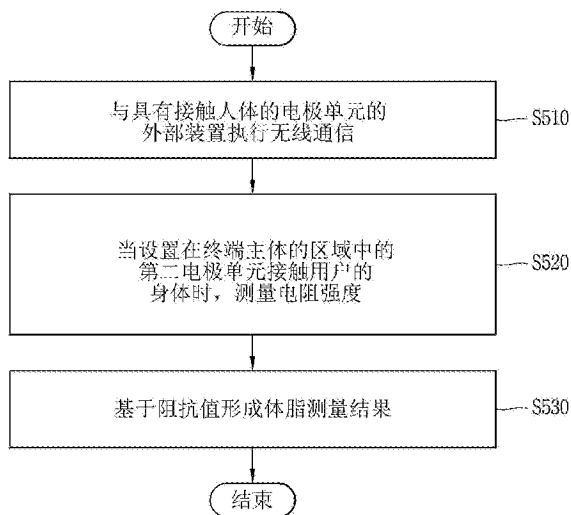 开始
与具有接触人体的电极单元的
外部装置执行无线通信
S510
当设置在终端主体的区域中的
第二电极单元接触用户的
身体时，测量电阻强度
S520
基于阻抗值形成体脂测量结果
S530
结束